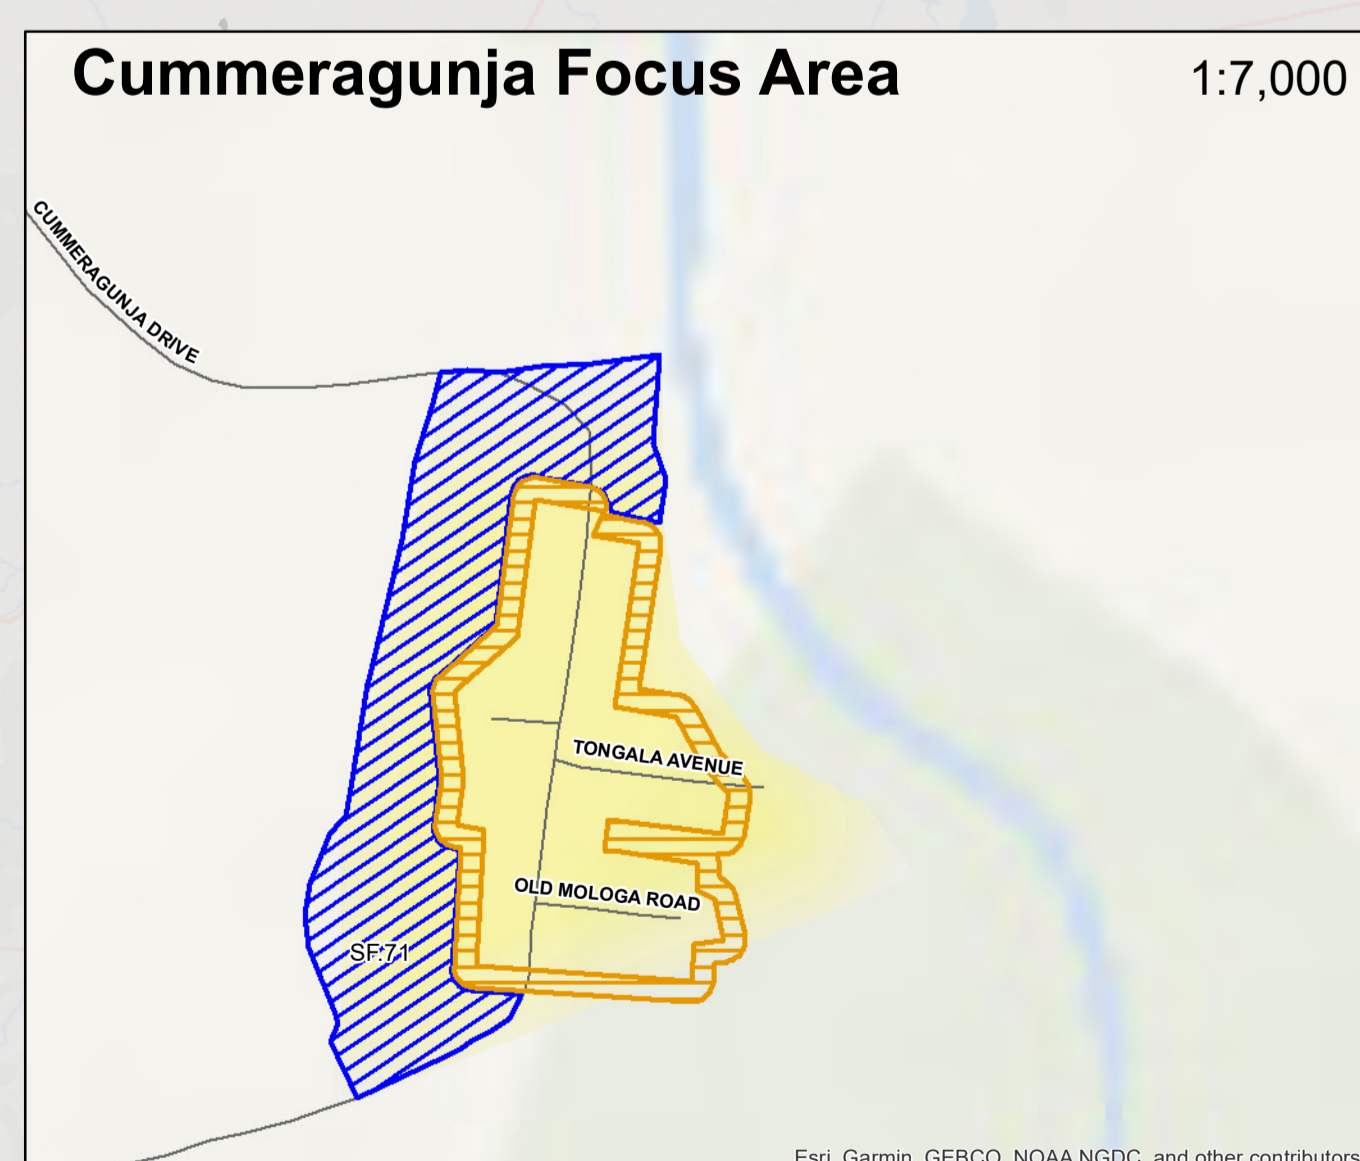 Cummeragunja Focus Area
1:7,000
CUMMERAGUNJA DRIVE
TONGALA AVENUE
OLD MOLOGA ROAD
SF.71
Esri, Garmin, GEBCO, NOAA NGDC, and other contributors